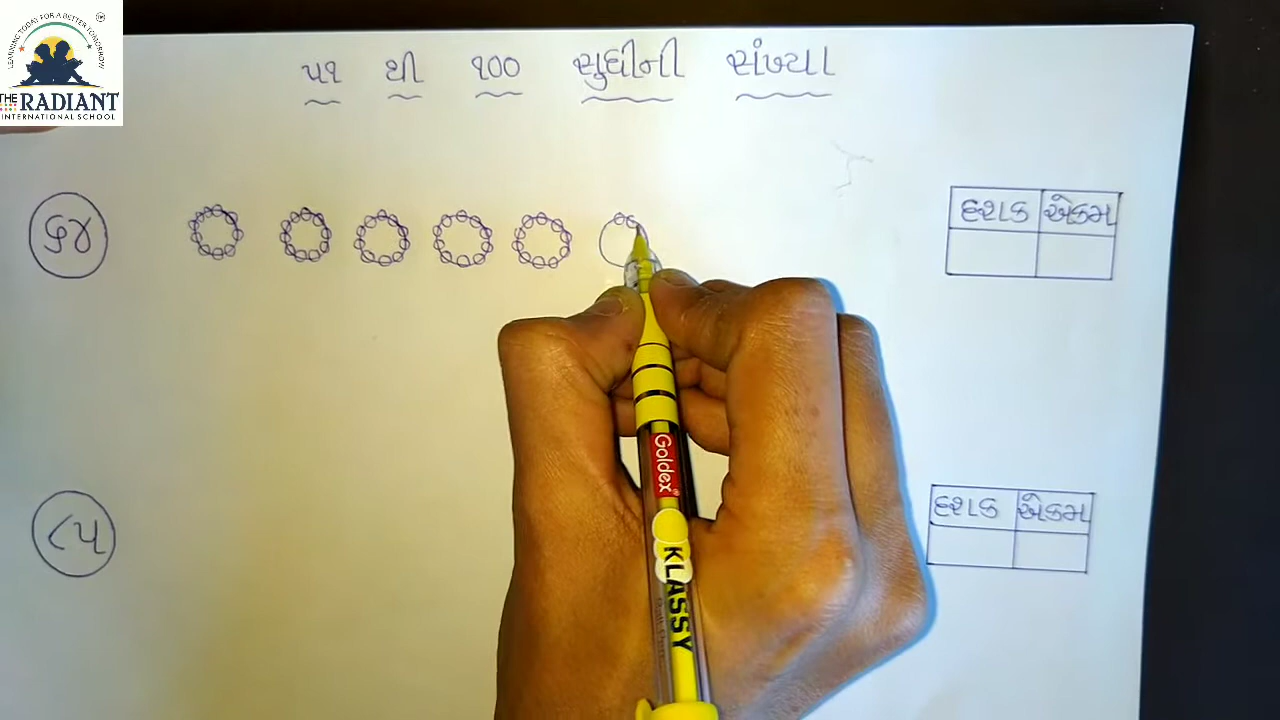 LEARNING TODAY FOR A BETTER TOMORROW
THE RADIANT
INTERNATIONAL SCHOOL
૫૧ થી ૧૦૦ સુધીની સંખ્યા
૬૪
દશક એકમ
૮૫
દશક એકમ
Goldex
KLASSY